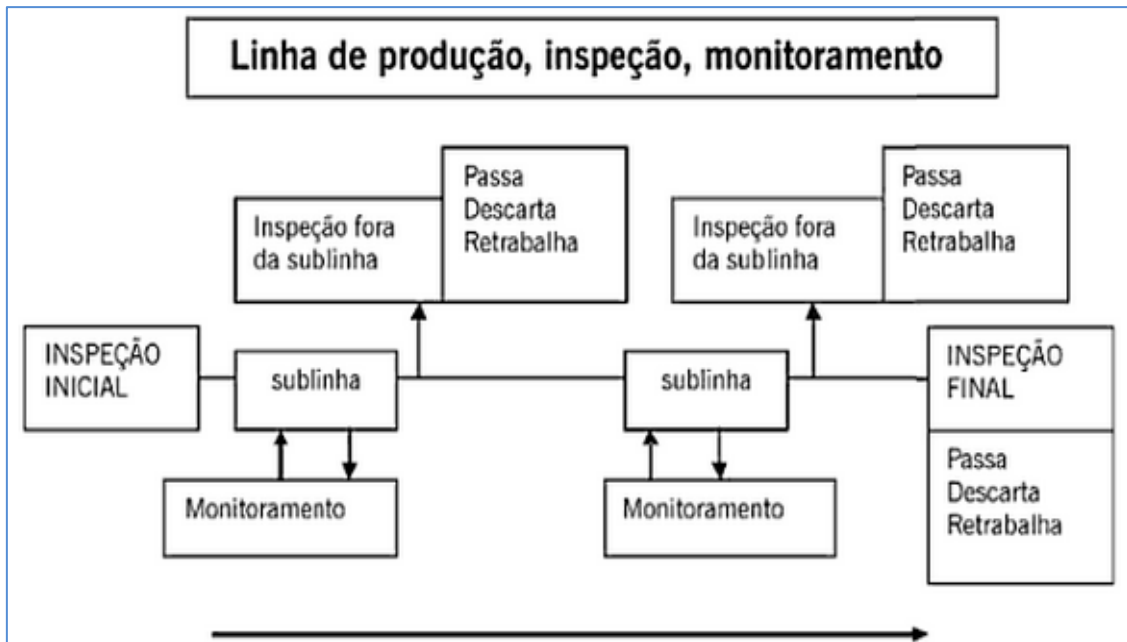 Linha de produção, inspeção, monitoramento
Inspeção fora
da sublinha
Passa
Descarta
Retrabalha
Inspeção fora
da sublinha
Passa
Descarta
Retrabalha
INSPEÇÃO
INICIAL
sublinha
sublinha
INSPEÇÃO
FINAL
Monitoramento
Monitoramento
Passa
Descarta
Retrabalha